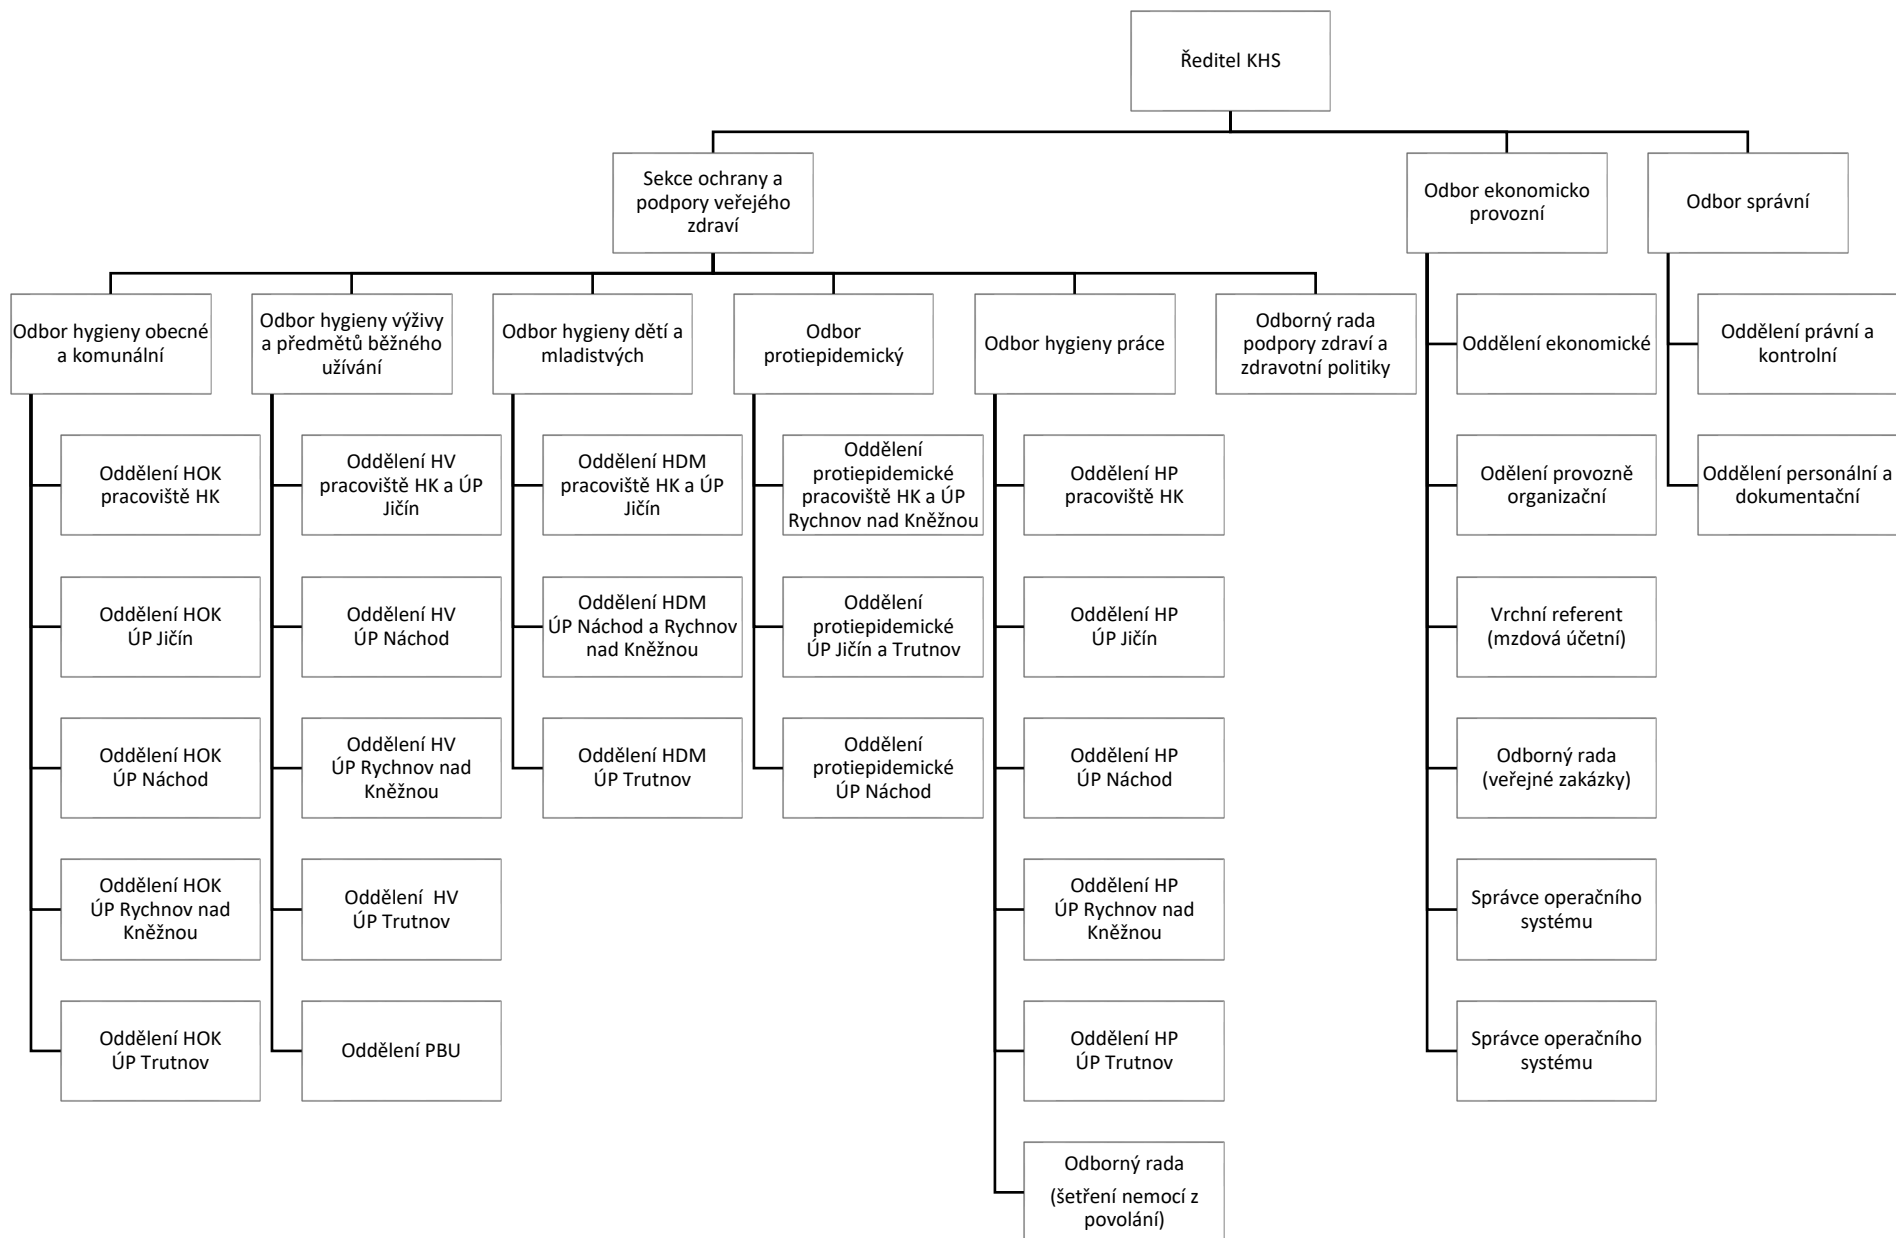 Ředitel KHS
Sekce ochrany a
podpory veřejého
zdraví
Odbor ekonomicko
provozní
Odbor správní
Odbor hygieny obecné
a komunální
Odbor hygieny výživy
a předmětů běžného
užívání
Odbor hygieny dětí a
mladistvých
Odbor
protiepidemický
Odbor hygieny práce
Odborný rada
podpory zdraví a
zdravotní politiky
Oddělení ekonomické
Oddělení právní a
kontrolní
Oddělení HOK
pracoviště HK
Oddělení HV
pracoviště HK a ÚP
Jičín
Oddělení HDM
pracoviště HK a ÚP
Jičín
Oddělení
protiepidemické
pracoviště HK a ÚP
Rychnov nad Kněžnou
Oddělení HP
pracoviště HK
Odělení provozně
organizační
Oddělení personální a
dokumentační
Oddělení HOK
ÚP Jičín
Oddělení HV
ÚP Náchod
Oddělení HDM
ÚP Náchod a Rychnov
nad Kněžnou
Oddělení
protiepidemické
ÚP Jičín a Trutnov
Oddělení HP
ÚP Jičín
Vrchní referent
(mzdová účetní)
Oddělení HOK
ÚP Náchod
Oddělení HV
ÚP Rychnov nad
Kněžnou
Oddělení HDM
ÚP Trutnov
Oddělení
protiepidemické
ÚP Náchod
Oddělení HP
ÚP Náchod
Odborný rada
(veřejné zakázky)
Oddělení HOK
ÚP Rychnov nad
Kněžnou
Oddělení  HV
ÚP Trutnov
Oddělení HP
ÚP Rychnov nad
Kněžnou
Správce operačního
systému
Oddělení HOK
ÚP Trutnov
Oddělení PBU
Oddělení HP
ÚP Trutnov
Správce operačního
systému
Odborný rada
(šetření nemocí z
povolání)